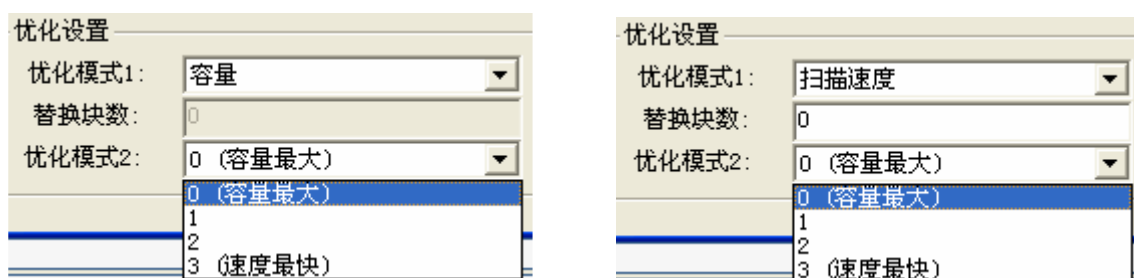 优化设置
优化模式1: 容量
替换块数: 0
优化模式2: 0 (容量最大)
0 (容量最大)
1
2
3 (速度最快)
优化设置
优化模式1: 扫描速度
替换块数: 0
优化模式2: 0 (容量最大)
0 (容量最大)
1
2
3 (速度最快)